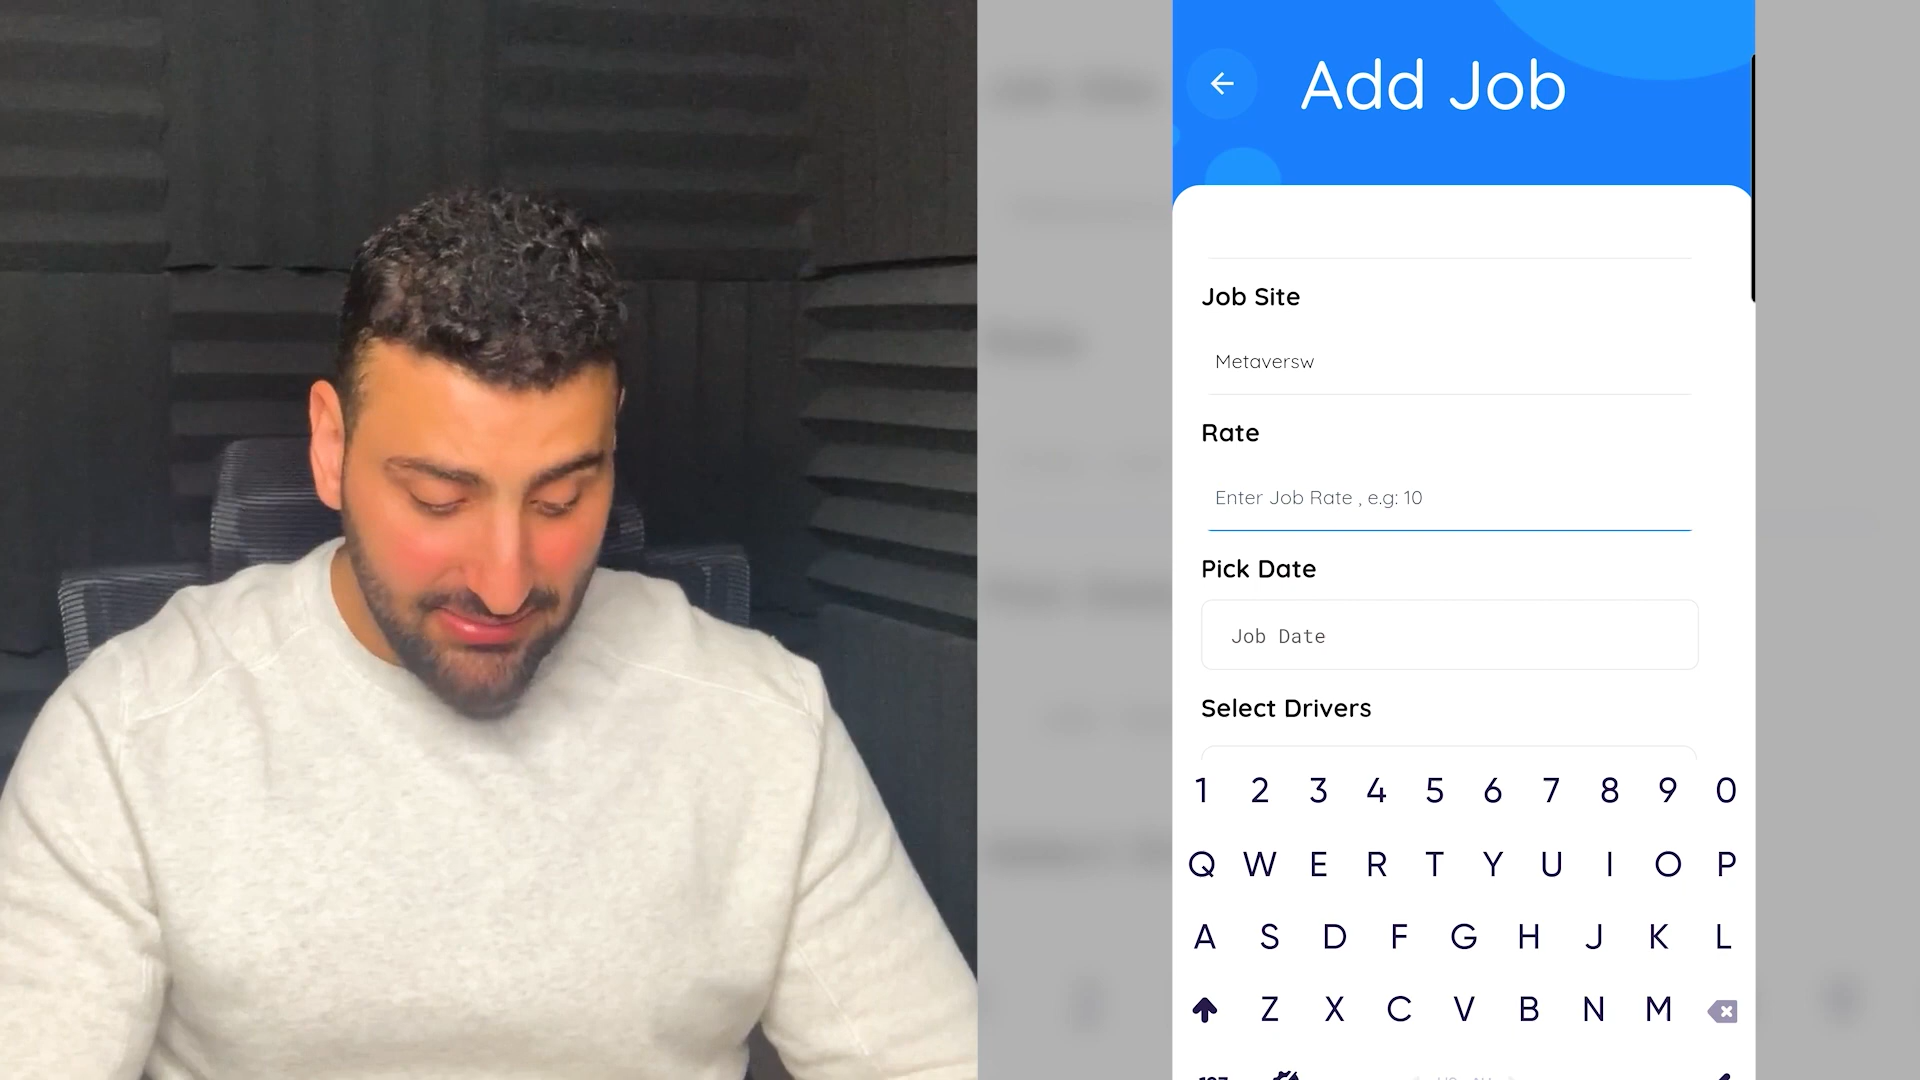 Add Job
Job Site
Metaversw
Rate
Enter Job Rate , e.g: 10
Pick Date
Job Date
Select Drivers
1 2 3 4 5 6 7 8 9 0
Q W E R T Y U I O P
A S D F G H J K L
Z X C V B N M